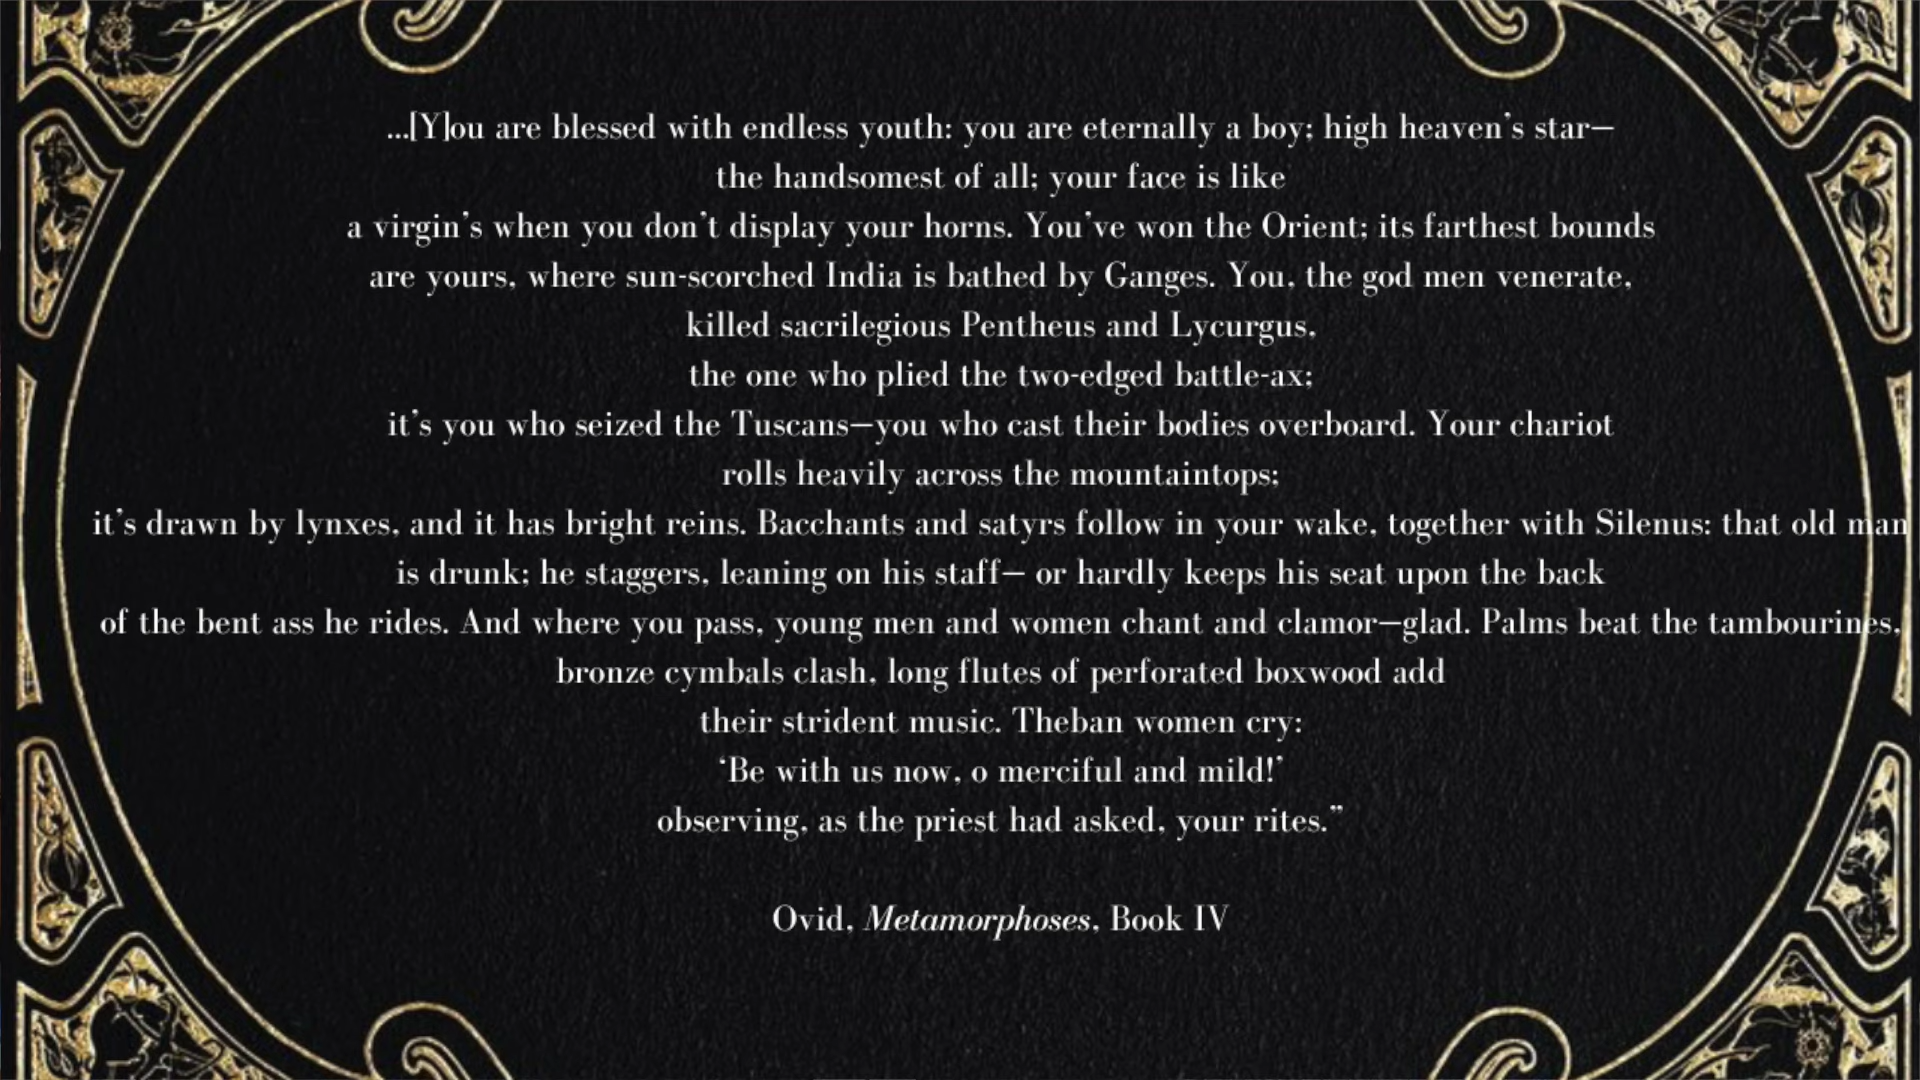 ...[Y]ou are blessed with endless youth: you are eternally a boy; high heaven’s star—
the handsomest of all; your face is like
a virgin’s when you don’t display your horns. You’ve won the Orient; its farthest bounds
are yours, where sun-scorched India is bathed by Ganges. You, the god men venerate,
killed sacrilegious Pentheus and Lycurgus,
the one who plied the two-edged battle-ax;
it’s you who seized the Tuscans—you who cast their bodies overboard. Your chariot
rolls heavily across the mountaintops;
it’s drawn by lynxes, and it has bright reins. Bacchants and satyrs follow in your wake, together with Silenus: that old man
is drunk; he staggers, leaning on his staff— or hardly keeps his seat upon the back
of the bent ass he rides. And where you pass, young men and women chant and clamor—glad. Palms beat the tambourines,
bronze cymbals clash, long flutes of perforated boxwood add
their strident music. Theban women cry:
‘Be with us now, o merciful and mild!’
observing, as the priest had asked, your rites.”
Ovid, Metamorphoses, Book IV